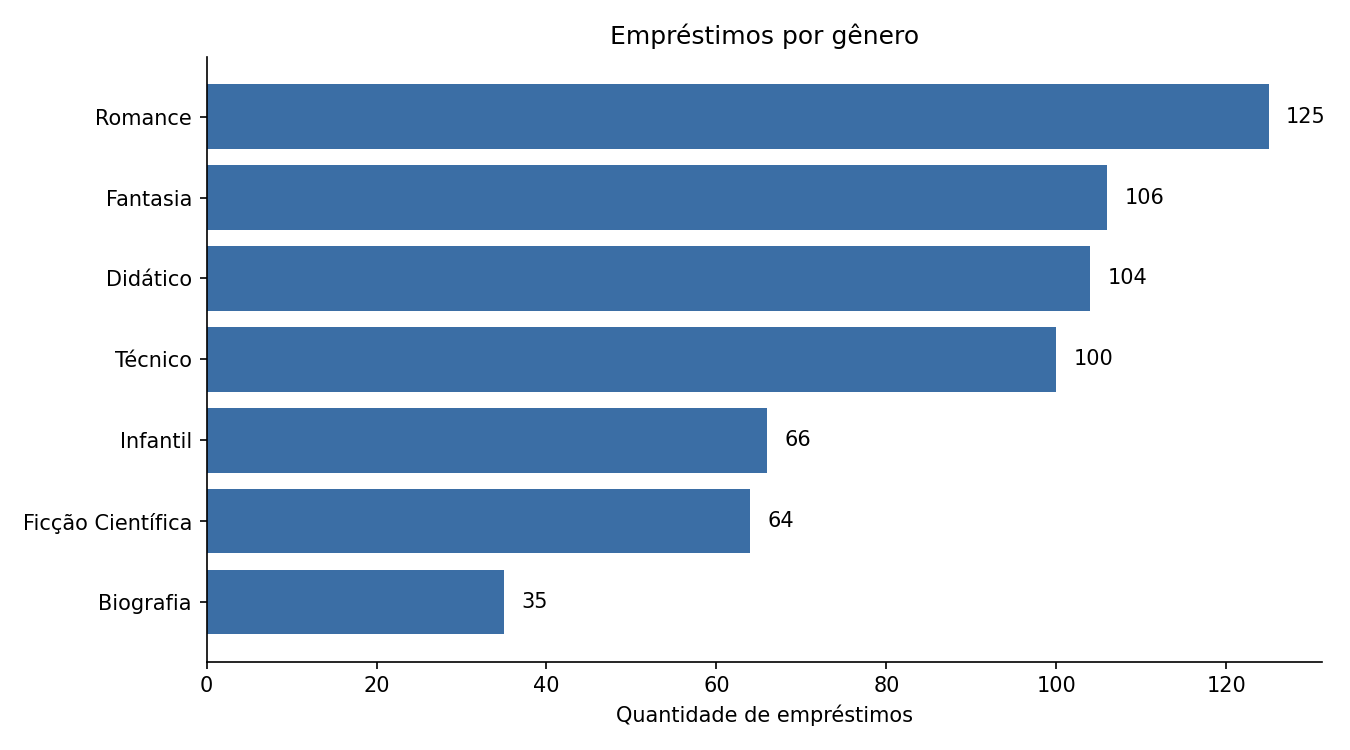 Empréstimos por gênero
Romance 125
Fantasia 106
Didático 104
Técnico 100
Infantil 66
Ficção Científica 64
Biografia 35
0 20 40 60 80 100 120
Quantidade de empréstimos